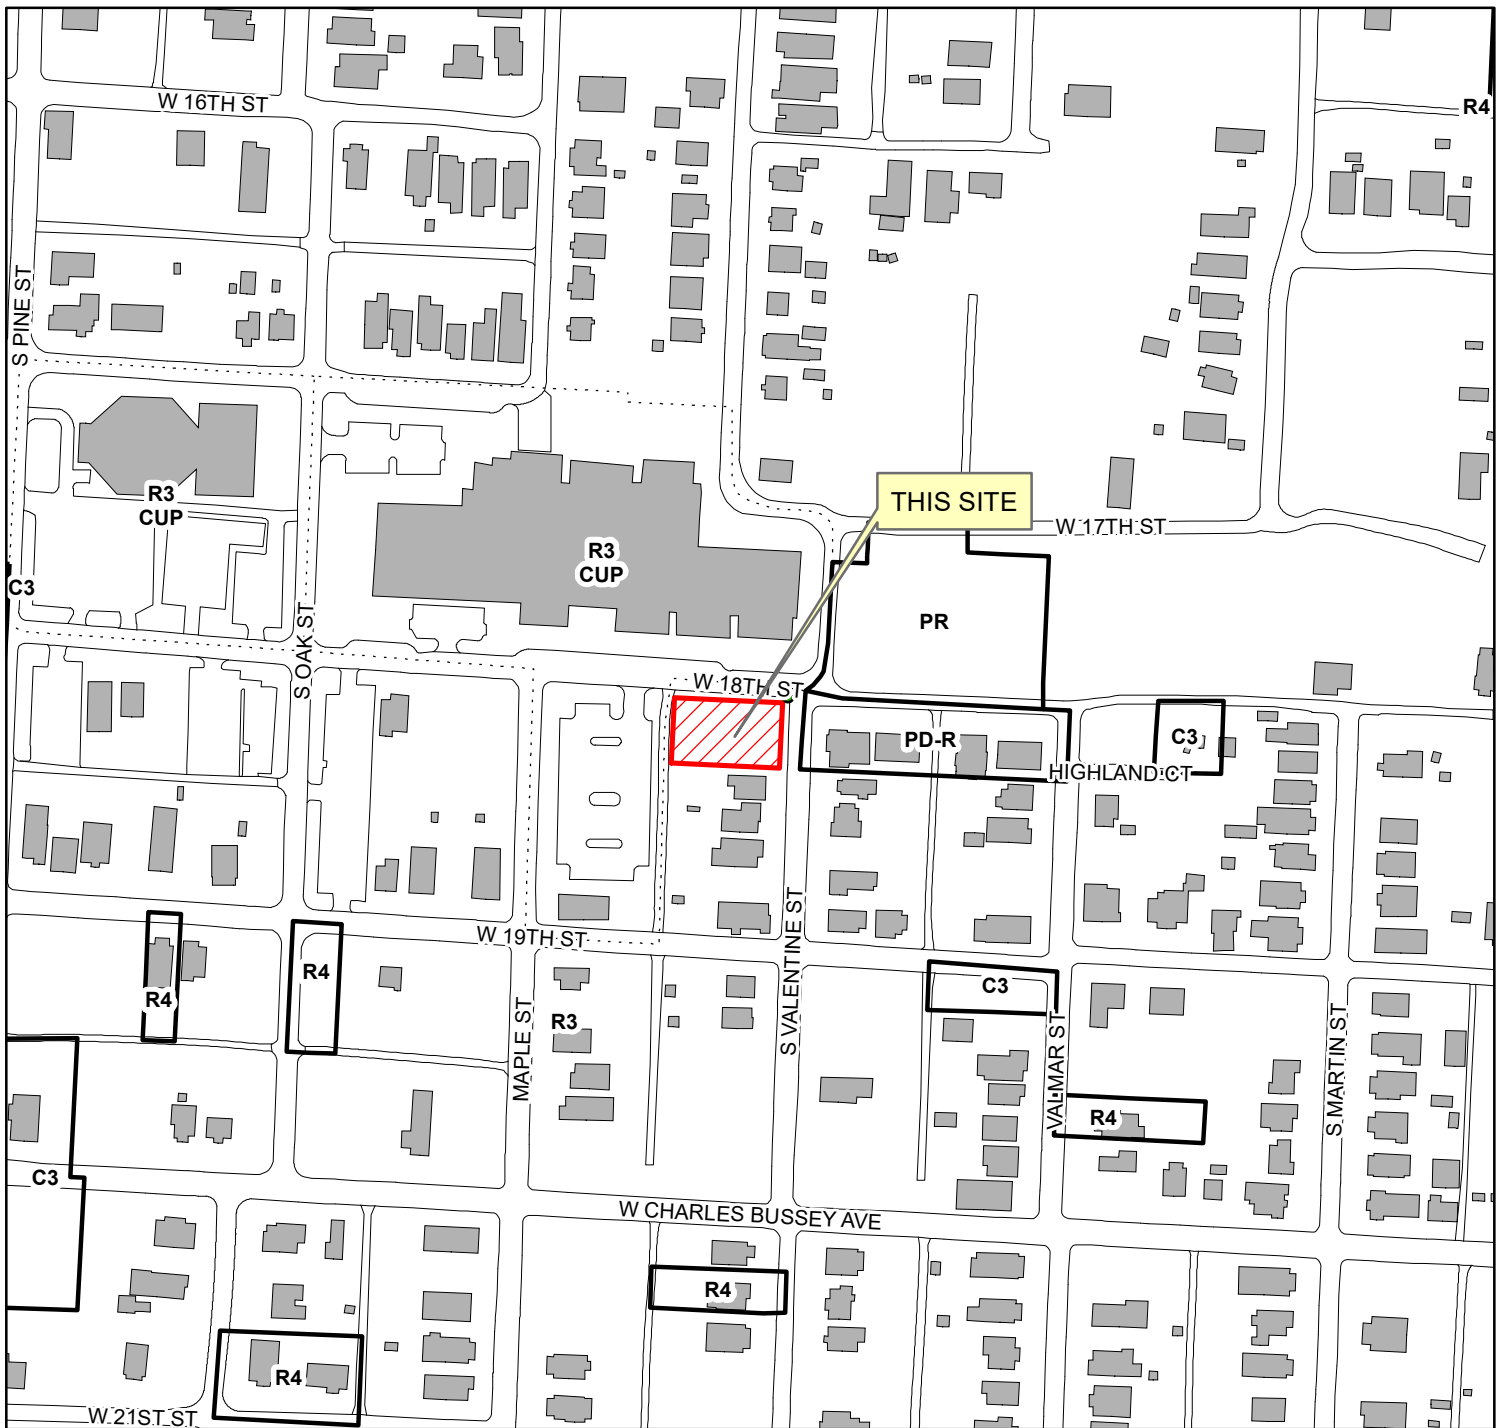 W 16TH ST
R4
S PINE ST
THIS SITE
R3
CUP
W 17TH ST
R3
CUP
C3
PR
S OAK ST
W 18TH ST
PD-R
C3
HIGHLAND CT
S VALENTINE ST
W 19TH ST
R4
R4
C3
R3
MAPLE ST
VALMAR ST
S MARTIN ST
R4
C3
W CHARLES BUSSEY AVE
R4
R4
W 21ST ST